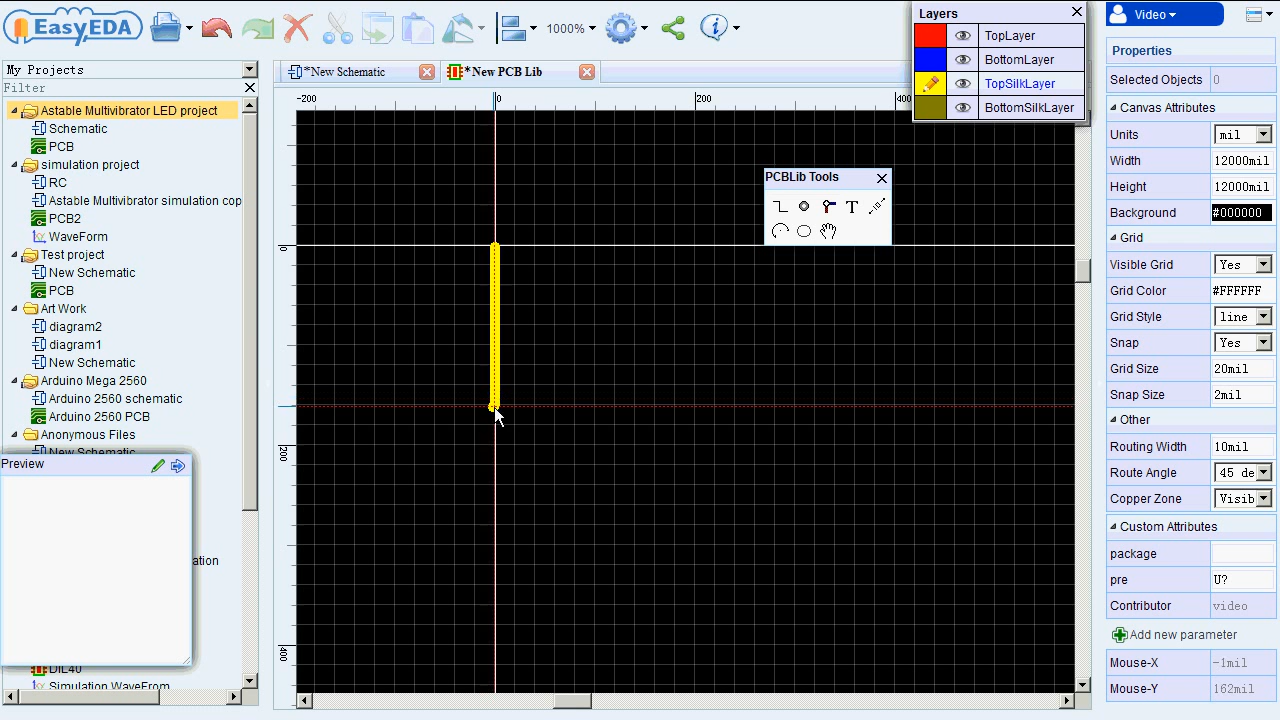 EasyEDA
1000%
Video
My Projects
Filter
Astable Multivibrator LED project
Schematic
PCB
simulation project
RC
Astable Multivibrator simulation cop
PCB2
WaveForm
Test project
New Schematic
PCB
Art Work
diagram2
diagram1
New Schematic
Arduino Mega 2560
Arduino 2560 schematic
Arduino 2560 PCB
Anonymous Files
New Schematic
Preview
ation
DIL40
Simulation WaveFrom
*New Schematic
*New PCB Lib
-200
0
200
400
0
200
400
Layers
TopLayer
BottomLayer
TopSilkLayer
BottomSilkLayer
PCBLib Tools
T
Properties
Selected Objects 0
Canvas Attributes
Units mil
Width 12000mil
Height 12000mil
Background #000000
Grid
Visible Grid Yes
Grid Color #FFFFFF
Grid Style line
Snap Yes
Grid Size 20mil
Snap Size 2mil
Other
Routing Width 10mil
Route Angle 45 de
Copper Zone Visib
Custom Attributes
package
pre U?
Contributor video
Add new parameter
Mouse-X -1mil
Mouse-Y 162mil